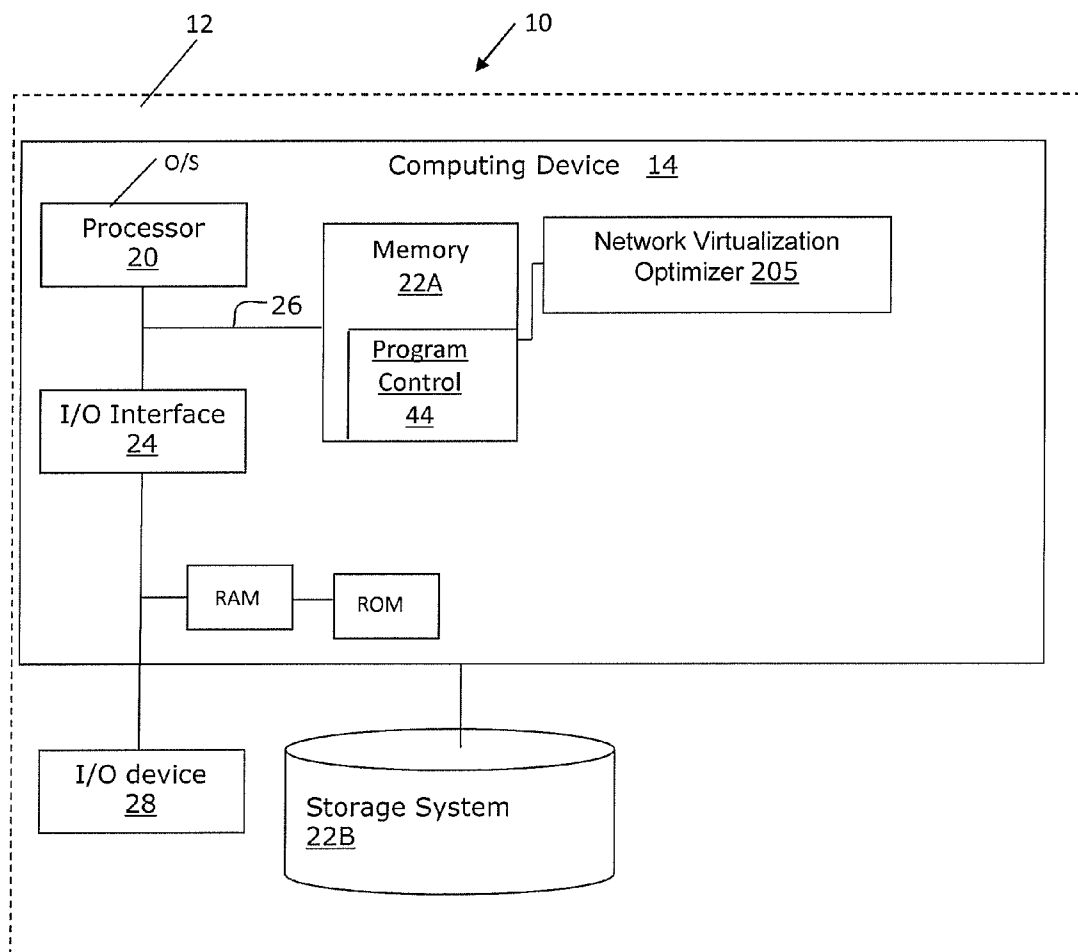 12
10
Computing Device 14
O/S
Processor
20
26
Memory
22A
Program
Control
44
Network Virtualization
Optimizer 205
I/O Interface
24
RAM
ROM
I/O device
28
Storage System
22B